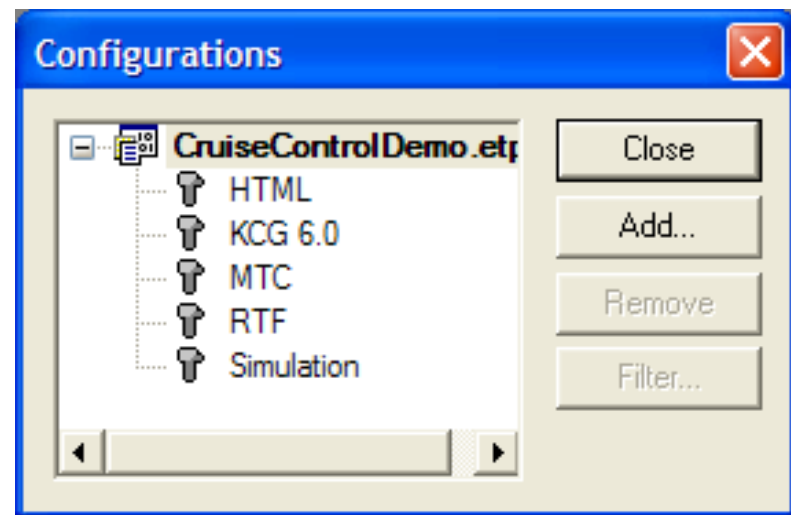 Configurations
CruiseControlDemo.etp
HTML
KCG 6.0
MTC
RTF
Simulation
Close
Add...
Remove
Filter...